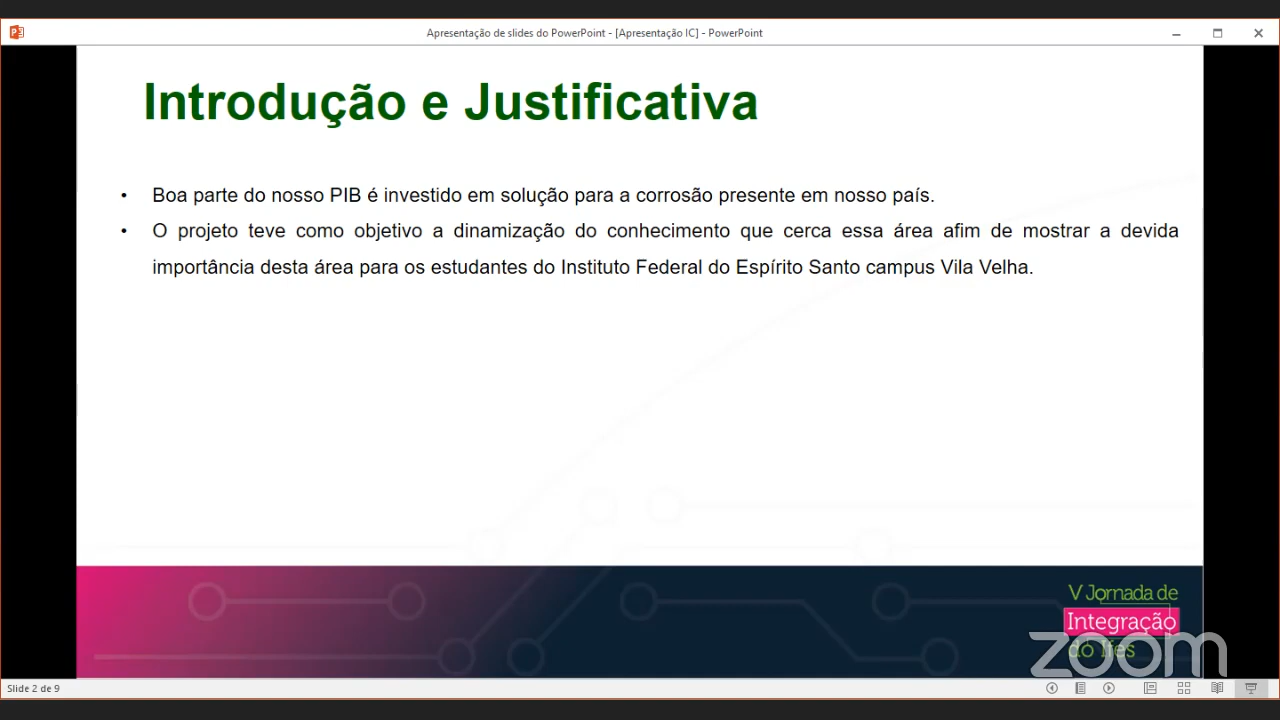 Apresentação de slides do PowerPoint - [Apresentação IC] - PowerPoint
Introdução e Justificativa
• Boa parte do nosso PIB é investido em solução para a corrosão presente em nosso país.
• O projeto teve como objetivo a dinamização do conhecimento que cerca essa área afim de mostrar a devida
importância desta área para os estudantes do Instituto Federal do Espírito Santo campus Vila Velha.
V Jornada de
Integração
do Ifes
zoom
Slide 2 de 9